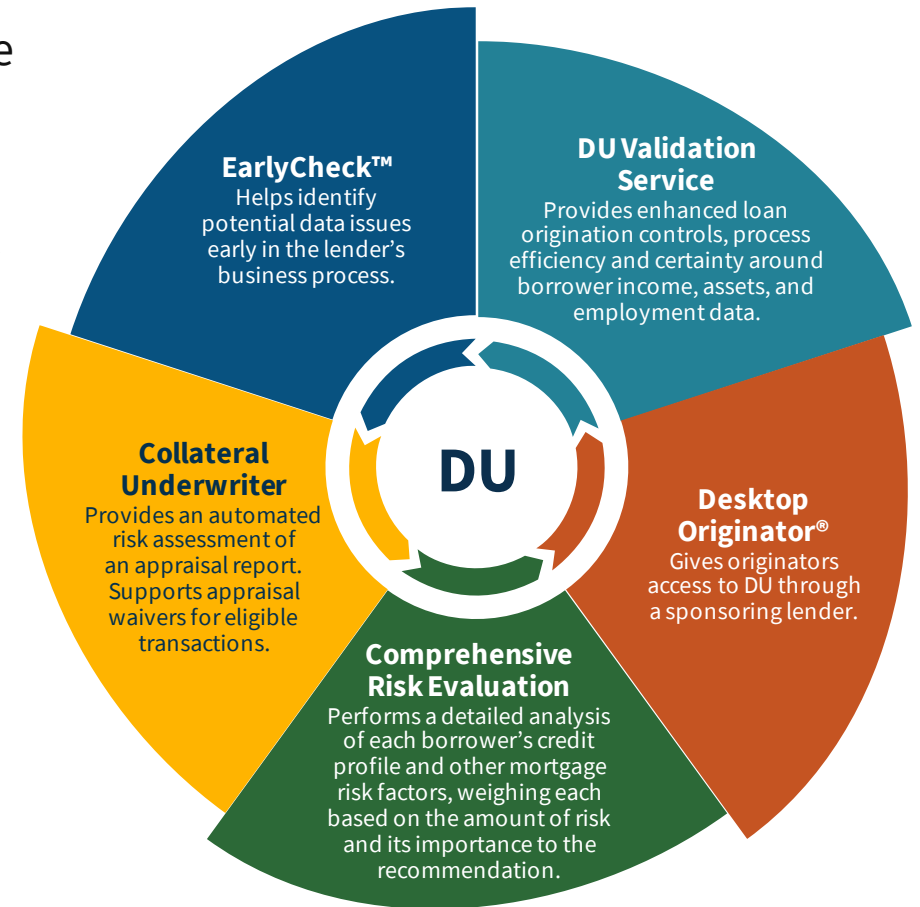 e
EarlyCheck™
Helps identify
potential data issues
early in the lender's
business process.
DU Validation
Service
Provides enhanced loan
origination controls, process
efficiency and certainty around
borrower income, assets, and
employment data.
Collateral
Underwriter
Provides an automated
risk assessment of
an appraisal report.
Supports appraisal
waivers for eligible
transactions.
DU
Desktop
Originator®
Gives originators
access to DU through
a sponsoring lender.
Comprehensive
Risk Evaluation
Performs a detailed analysis
of each borrower's credit
profile and other mortgage
risk factors, weighing each
based on the amount of risk
and its importance to the
recommendation.